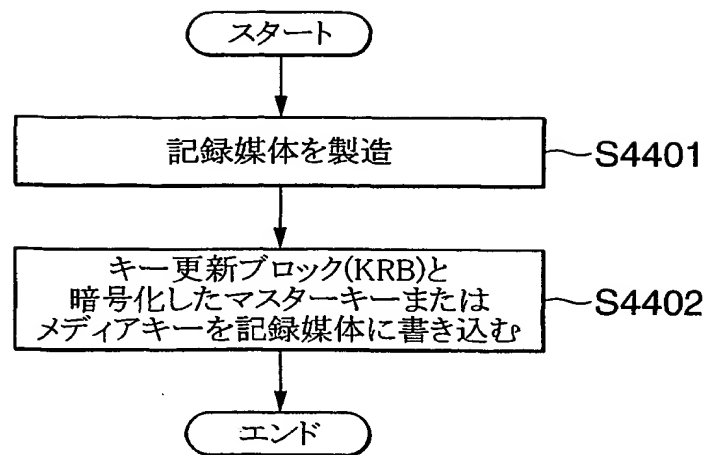 スタート
記録媒体を製造
S4401
キー更新ブロック(KRB)と
暗号化したマスターキーまたは
メディアキーを記録媒体に書き込む
S4402
エンド